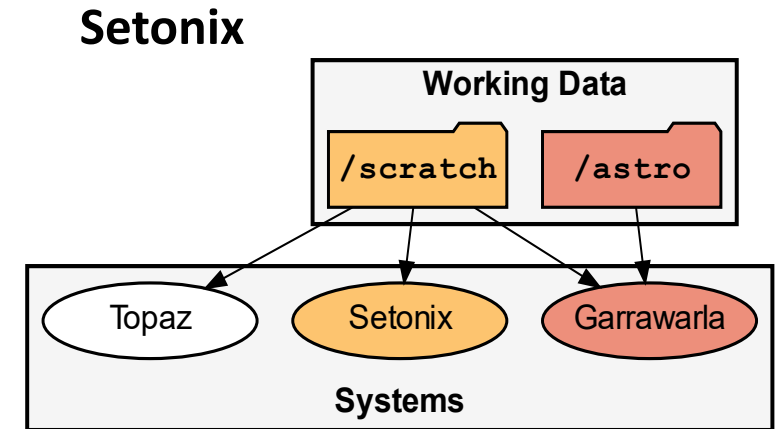 Setonix
Working Data
/scratch
/astro
Topaz
Setonix
Garrawarla
Systems